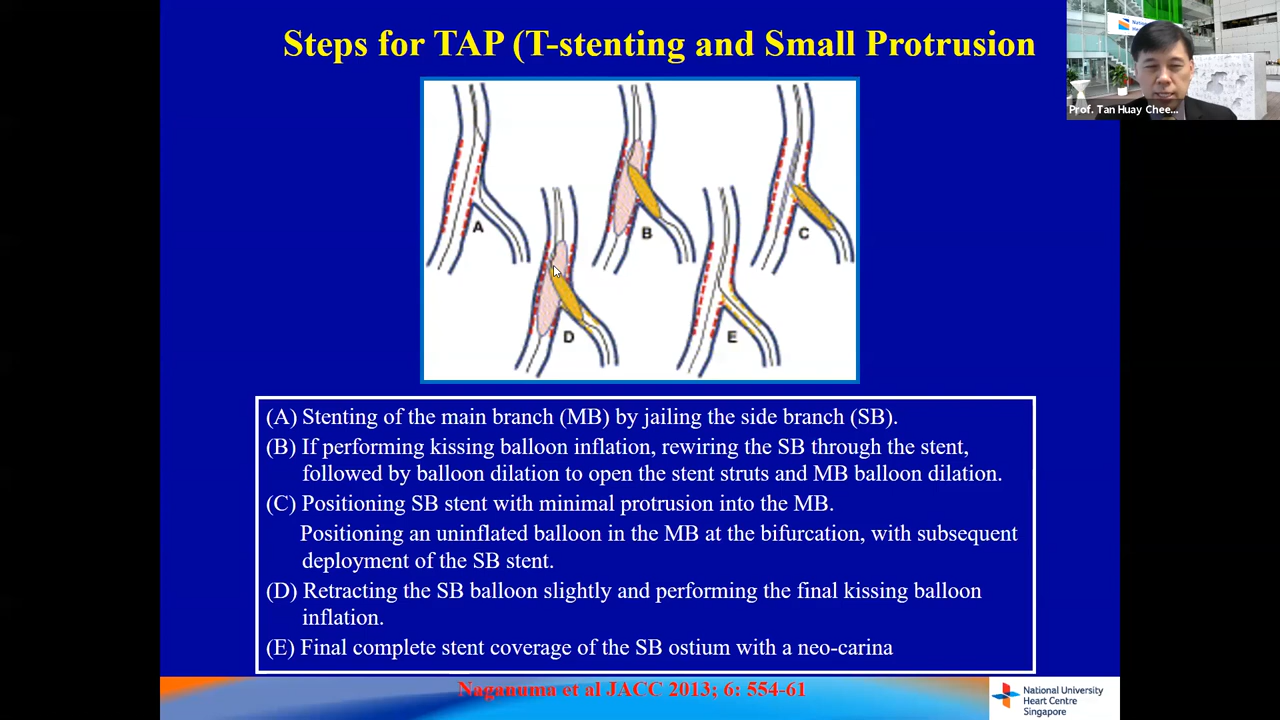 Steps for TAP (T-stenting and Small Protrusion
Prof. Tan Huay Chee...
A
B
C
D
E
(A) Stenting of the main branch (MB) by jailing the side branch (SB).
(B) If performing kissing balloon inflation, rewiring the SB through the stent,
followed by balloon dilation to open the stent struts and MB balloon dilation.
(C) Positioning SB stent with minimal protrusion into the MB.
Positioning an uninflated balloon in the MB at the bifurcation, with subsequent
deployment of the SB stent.
(D) Retracting the SB balloon slightly and performing the final kissing balloon
inflation.
(E) Final complete stent coverage of the SB ostium with a neo-carina
Naganuma et al JACC 2013; 6: 554-61
National University
Heart Centre
Singapore